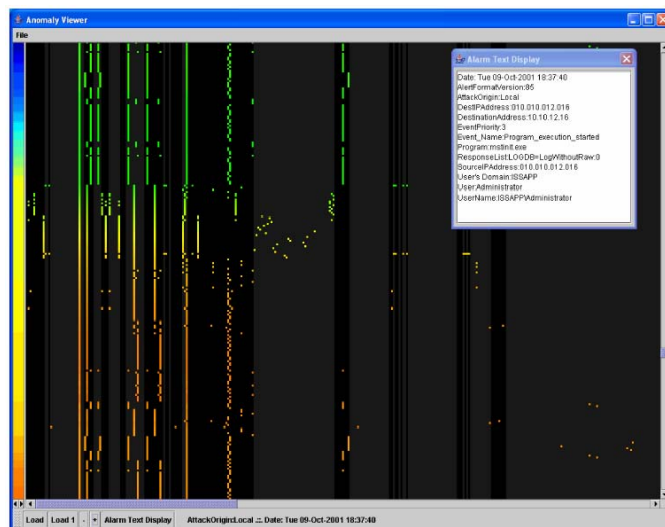 Anomaly Viewer
File
Alarm Text Display
Date: Tue 09-Oct-2001 18:37:40
AlertFormatVersion:85
AttackOrigin:Local
DestIPAddress:010.010.012.016
DestinationAddress:10.10.12.16
EventPriority:3
Event_Name:Program_execution_started
Program:mstinit.exe
ResponseList:LOGDB=LogWithoutRaw:0
SourceIPAddress:010.010.012.016
User's Domain:ISSAPP
User:Administrator
UserName:ISSAPP\Administrator
Load Load 1 - + Alarm Text Display AttackOrigin:Local .::. Date: Tue 09-Oct-2001 18:37:40